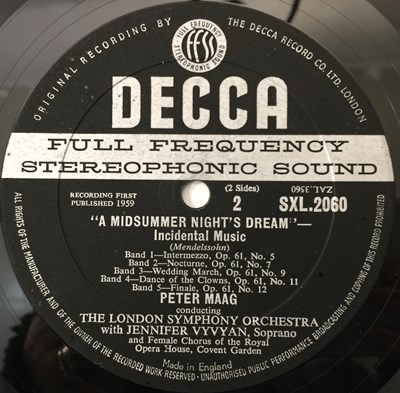 ORIGINAL RECORDING BY
THE DECCA RECORD CO. LTD. LONDON
FULL FREQUENCY
ffss
STEREOPHONIC SOUND
DECCA
FULL FREQUENCY
STEREOPHONIC SOUND
RECORDING FIRST
PUBLISHED 1959
(2 Sides)
2
ZAL.3560
SXL.2060
"A MIDSUMMER NIGHT'S DREAM"—
Incidental Music
(Mendelssohn)
Band 1—Intermezzo, Op. 61, No. 5
Band 2—Nocturne, Op. 61, No. 7
Band 3—Wedding March, Op. 61, No. 9
Band 4—Dance of the Clowns, Op. 61, No. 11
Band 5—Finale, Op. 61, No. 12
PETER MAAG
conducting
THE LONDON SYMPHONY ORCHESTRA
with JENNIFER VYVYAN, Soprano
and Female Chorus of the Royal
Opera House, Covent Garden
Made in England
ALL RIGHTS OF THE MANUFACTURER AND OF THE OWNER OF THE RECORDED WORK RESERVED · UNAUTHORISED PUBLIC PERFORMANCE BROADCASTING AND COPYING OF THIS RECORD PROHIBITED